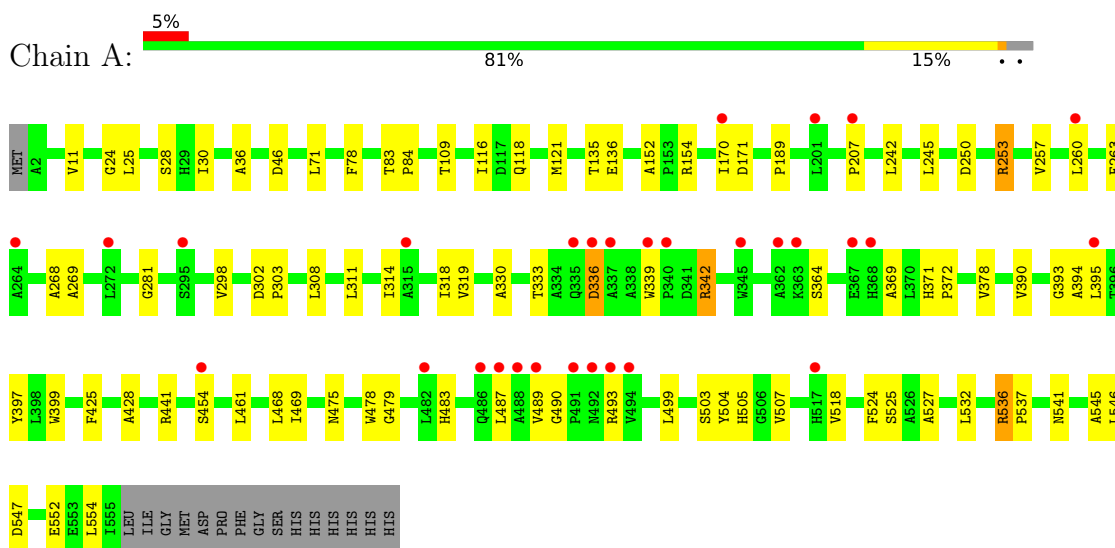 5%
Chain A:
81% 15% • •
MET A2 V11 G24 L25 S28 H29 I30 A36 D46 L71 F78 T83 P84 T109 I116 D117 Q118 M121 T135 E136 A152 P153 R154 I170 D171 P189 L201 P207 L242 L245 D250 R253 V257 L260
A264 A268 A269 L272 G281 S295 V298 D302 P303 L308 L311 I314 A315 I318 V319 A330 T333 A334 Q335 D336 A337 A338 W339 P340 D341 R342 W345 A362 K363 S364 E367 H368 A369 L370 H371 P372 V378 V390 G393 A394 L395 T396
Y397 L398 W399 F425 A428 R441 S454 L461 L468 I469 N475 W478 G479 L482 H483 Q486 L487 A488 V489 G490 P491 N492 R493 V494 L499 S503 Y504 H505 G506 V507 H517 V518 F524 S525 A526 A527 L532 R536 P537 N541 A545 L546
D547 E552 E553 L554 I555 LEU ILE GLY MET ASP PRO PHE GLY SER HIS HIS HIS HIS HIS HIS